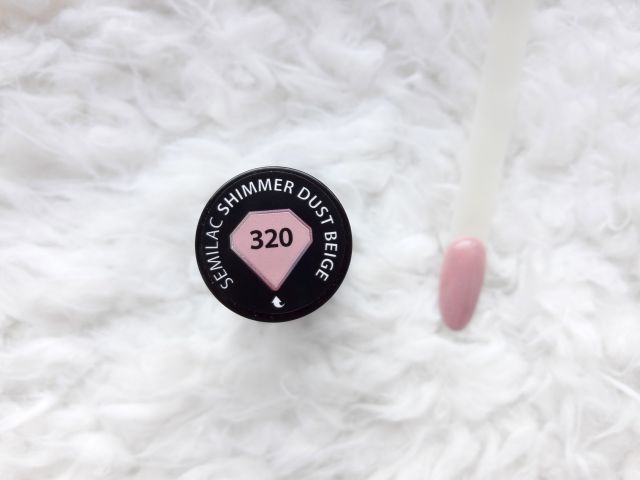 SEMILAC SHIMMER DUST BEIGE
320